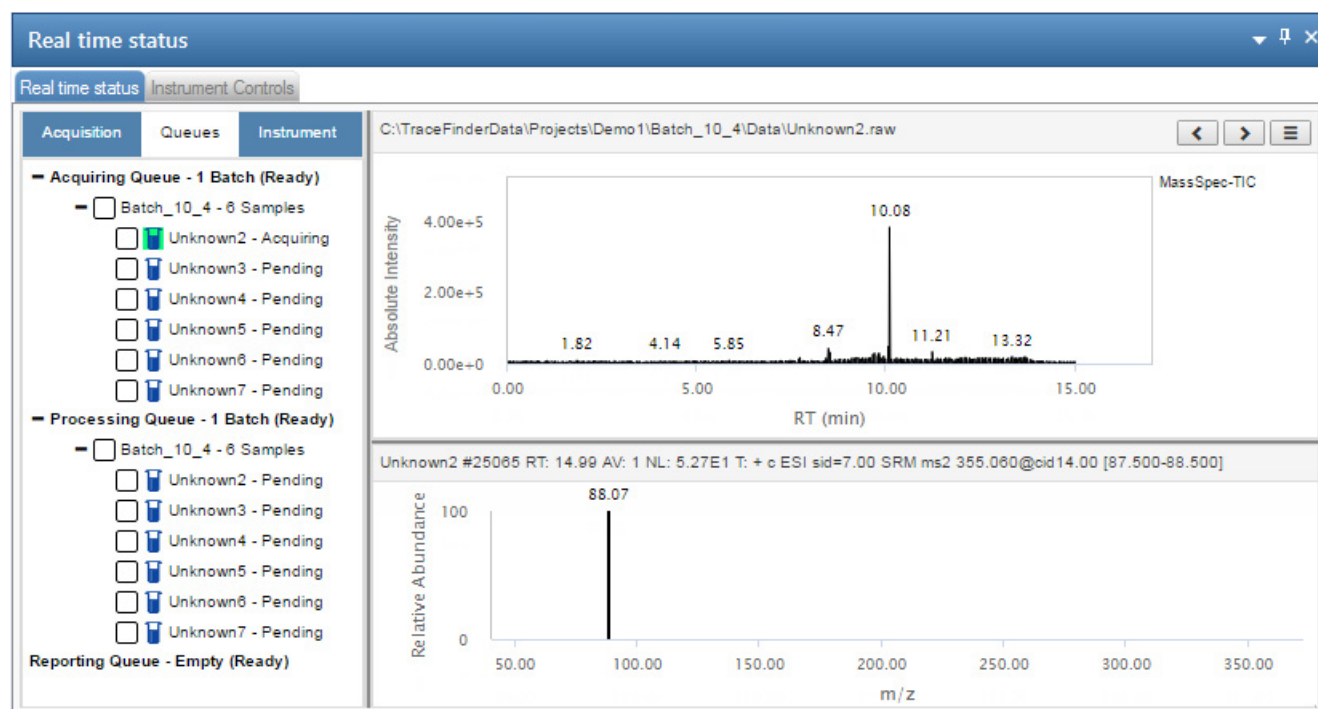 Real time status
Real time status Instrument Controls
Acquisition Queues Instrument
Acquiring Queue - 1 Batch (Ready)
Batch_10_4 - 6 Samples
Unknown2 - Acquiring
Unknown3 - Pending
Unknown4 - Pending
Unknown5 - Pending
Unknown6 - Pending
Unknown7 - Pending
Processing Queue - 1 Batch (Ready)
Batch_10_4 - 6 Samples
Unknown2 - Pending
Unknown3 - Pending
Unknown4 - Pending
Unknown5 - Pending
Unknown6 - Pending
Unknown7 - Pending
Reporting Queue - Empty (Ready)
C:\TraceFinderData\Projects\Demo1\Batch_10_4\Data\Unknown2.raw
MassSpec-TIC
Absolute Intensity
4.00e+5
2.00e+5
0.00e+0
1.82 4.14 5.85 8.47 10.08 11.21 13.32
0.00 5.00 10.00 15.00
RT (min)
Unknown2 #25065 RT: 14.99 AV: 1 NL: 5.27E1 T: + c ESI sid=7.00 SRM ms2 355.060@cid14.00 [87.500-88.500]
Relative Abundance
100
0
88.07
50.00 100.00 150.00 200.00 250.00 300.00 350.00
m/z